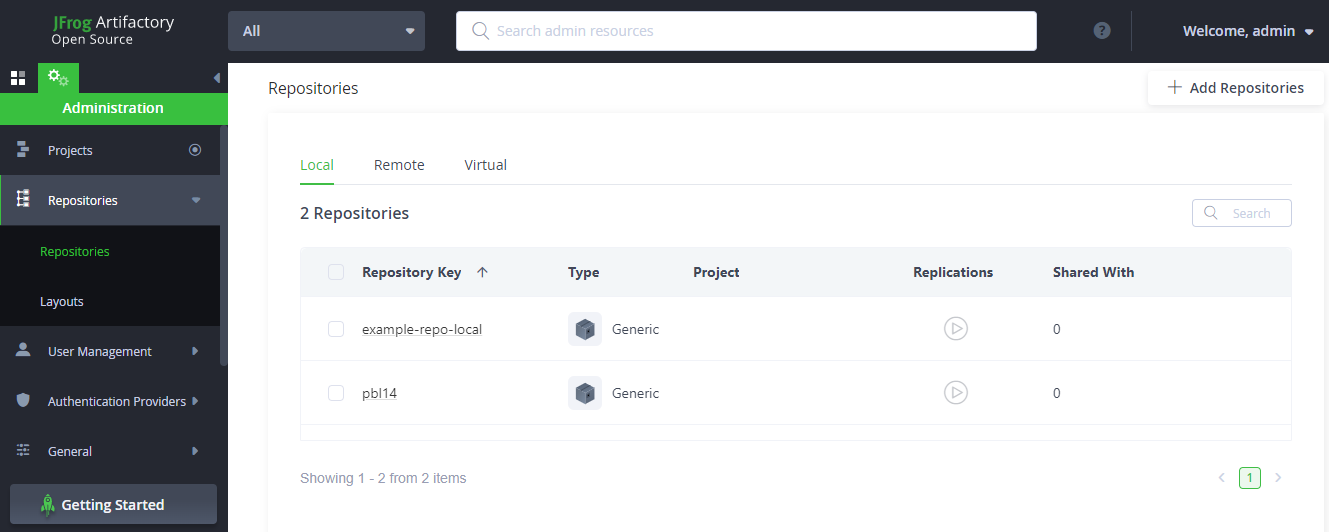 JFrog Artifactory
Open Source
All
Search admin resources
?
Welcome, admin
Administration
Projects
Repositories
Repositories
Layouts
User Management
Authentication Providers
General
Getting Started
Repositories
+ Add Repositories
Local Remote Virtual
2 Repositories
Search
Repository Key ↑ Type Project Replications Shared With
example-repo-local Generic 0
pbl14 Generic 0
Showing 1 - 2 from 2 items
< 1 >